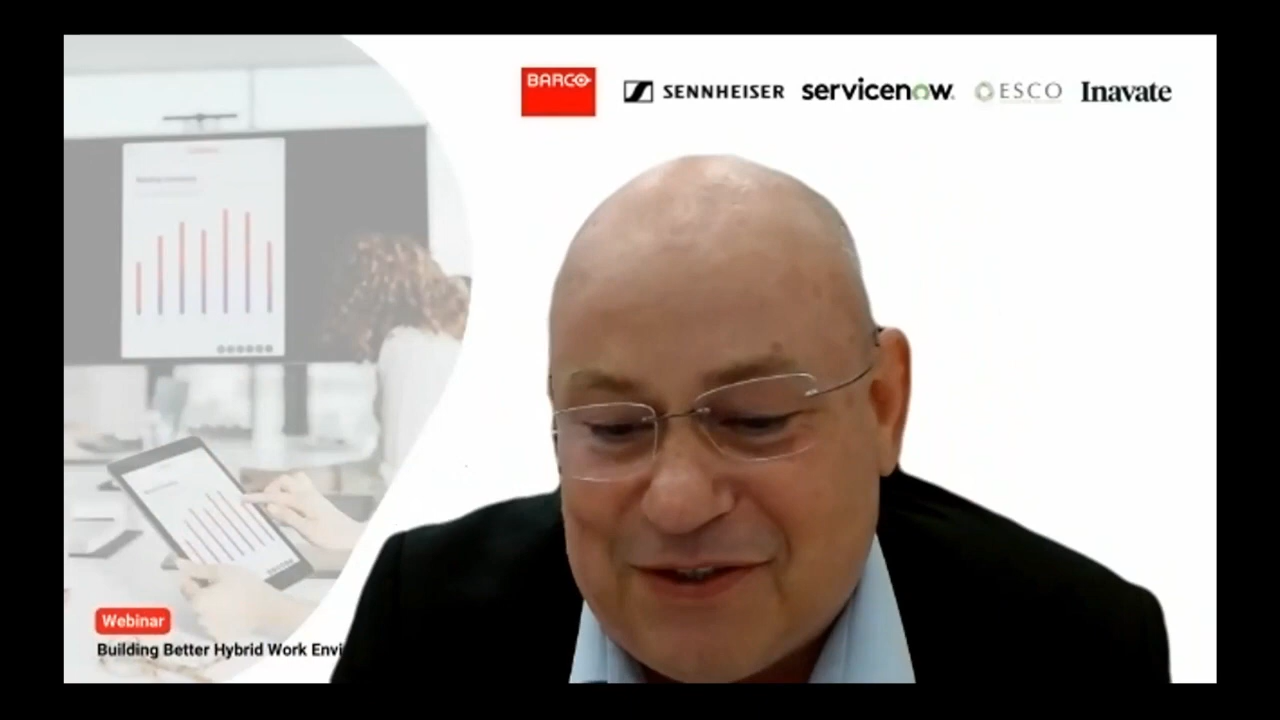 BARCO
SENNHEISER
servicenow.
ESCO
Inavate
Webinar
Building Better Hybrid Work Envi